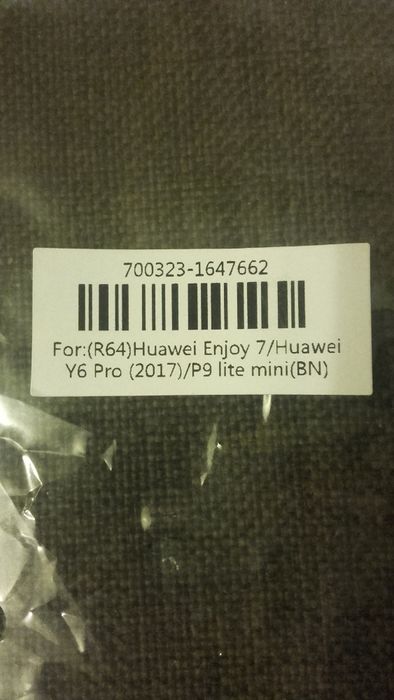 700323-1647662
For:(R64)Huawei Enjoy 7/Huawei
Y6 Pro (2017)/P9 lite mini(BN)